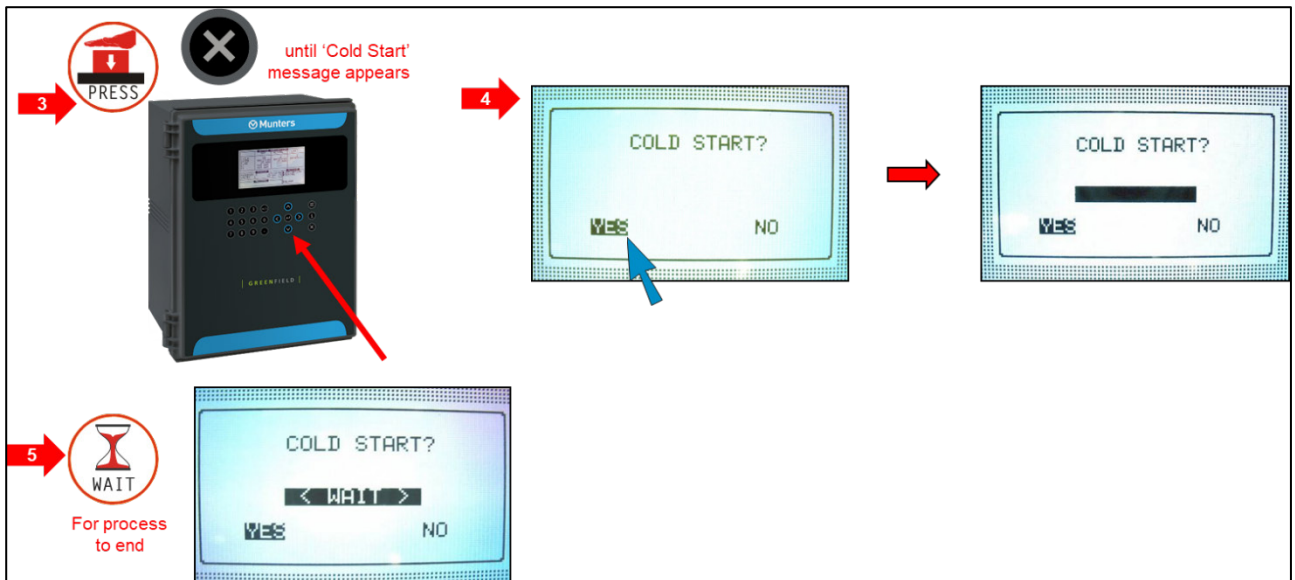 3
PRESS
until ‘Cold Start’
message appears
Munters
GREENFIELD
4
COLD START?
YES NO
COLD START?
YES NO
5
WAIT
For process
to end
COLD START?
< WAIT >
YES NO